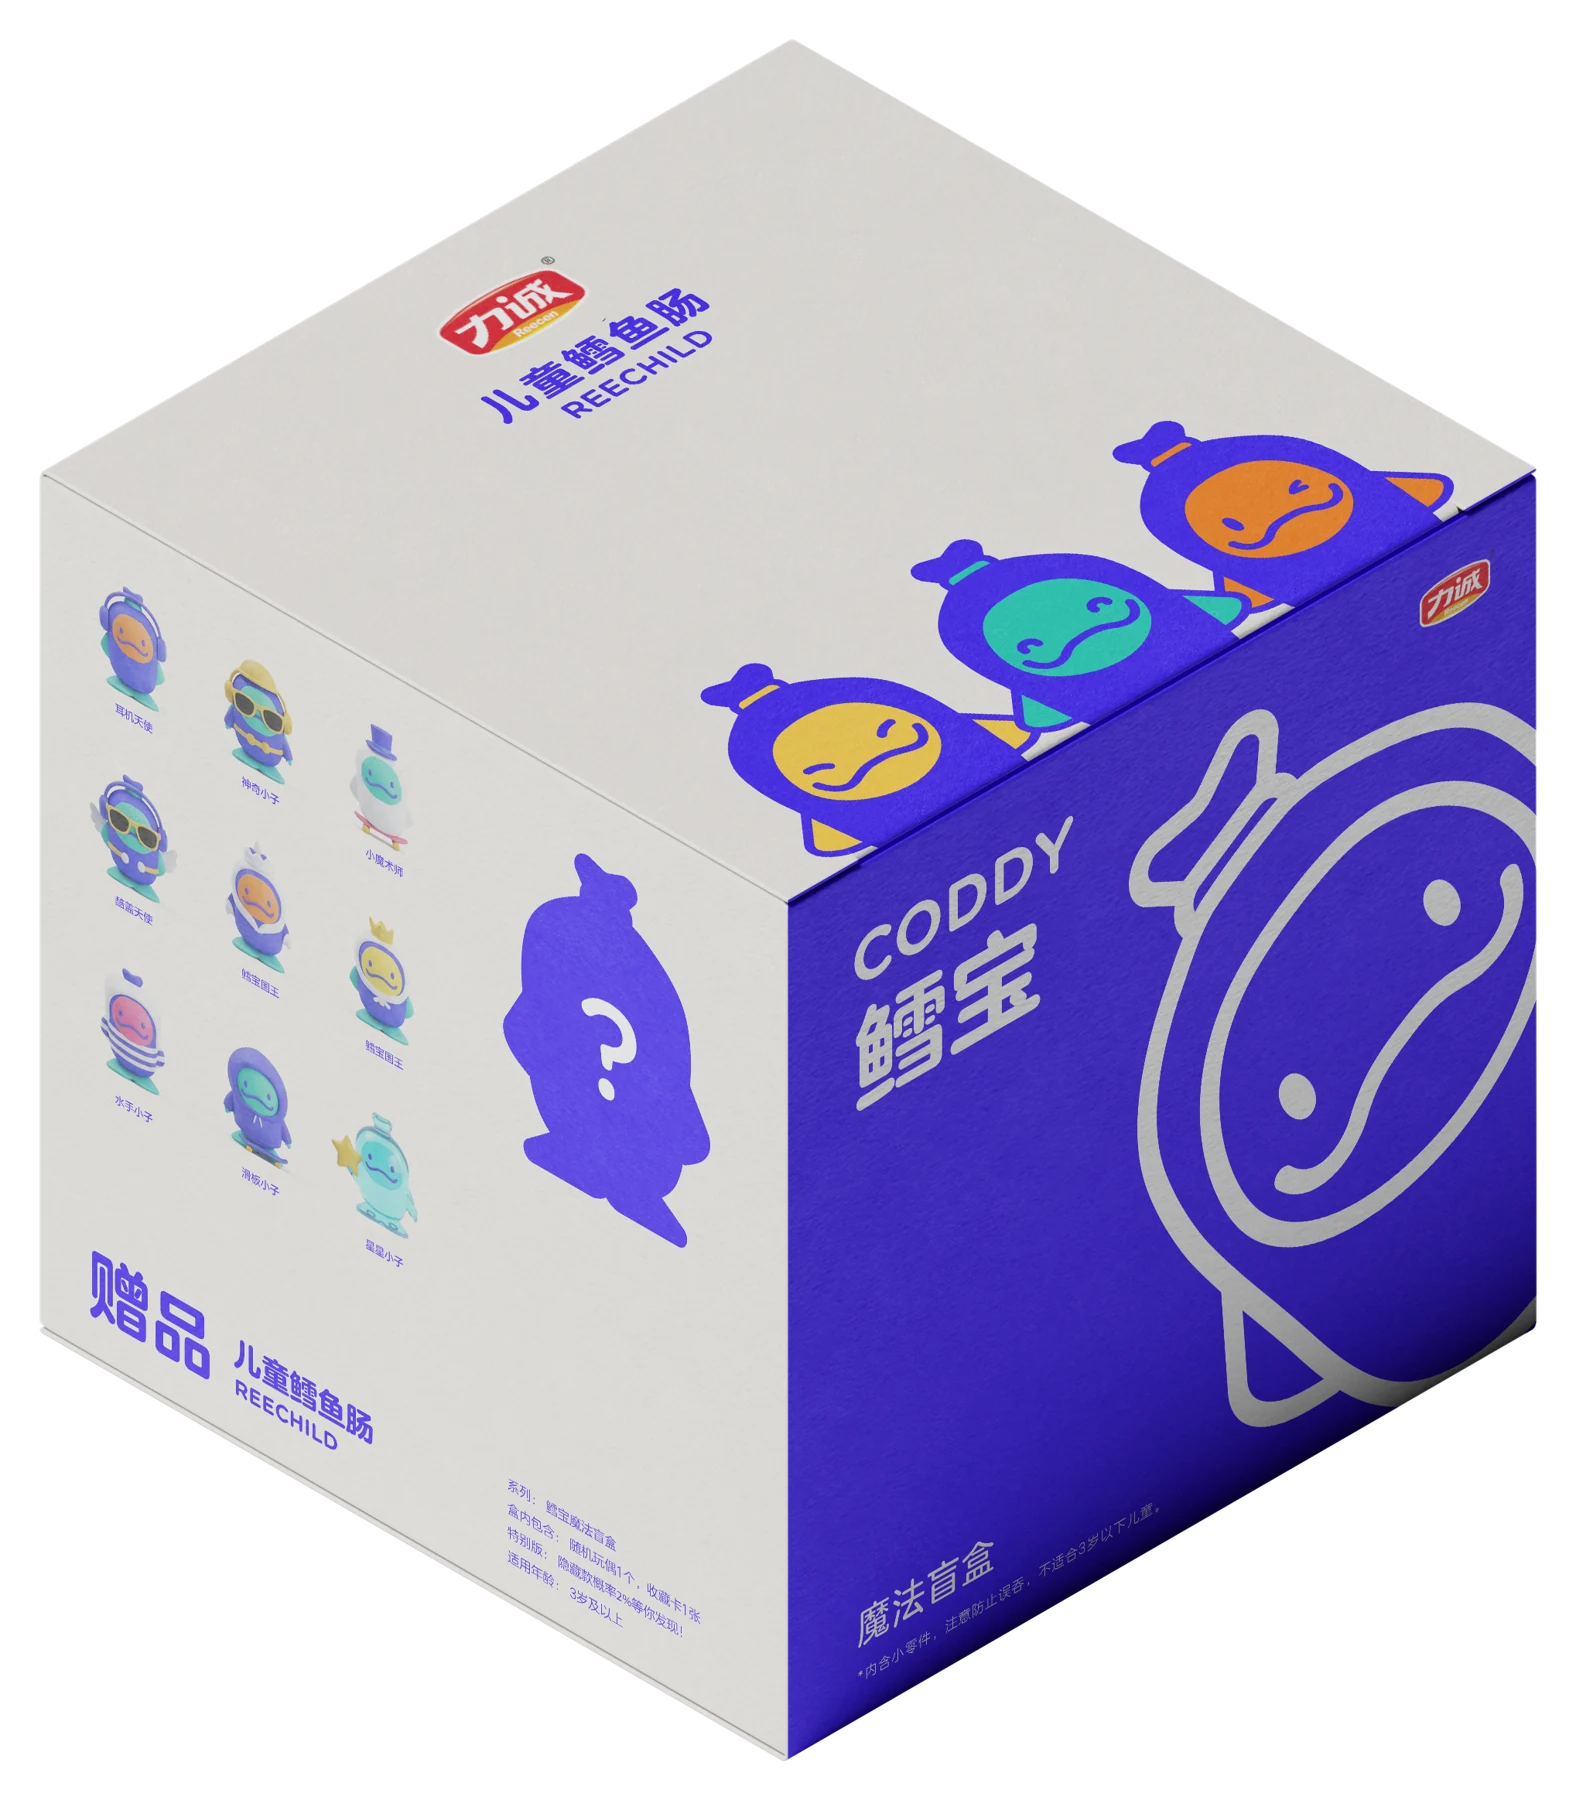 力诚®
Reecen
儿童鳕鱼肠
REECHILD
耳机天使
神奇小子
小魔术师
酷盖天使
鳕宝国王
鳕宝国王
水手小子
滑板小子
星星小子
?
赠品
儿童鳕鱼肠
REECHILD
系列： 鳕宝魔法盲盒
盒内包含： 随机玩偶1个，收藏卡1张
特别版： 隐藏款概率2%等你发现！
适用年龄： 3岁及以上
力诚
Reecen
CODDY
鳕宝
魔法盲盒
*内含小零件，注意防止误吞，不适合3岁以下儿童。